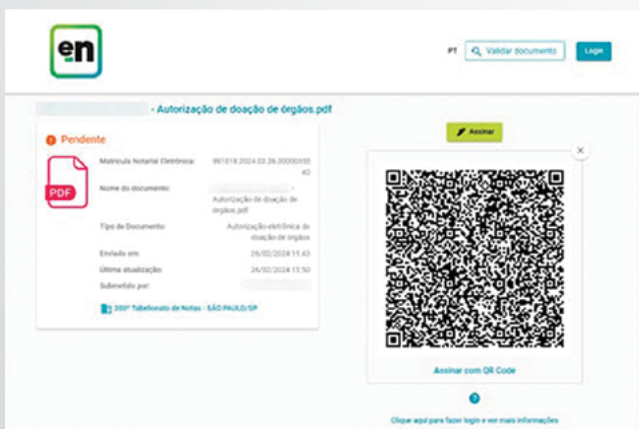 en
PT
Validar documento
Login
- Autorização de doação de órgãos.pdf
Pendente
Assinar
PDF
Matrícula Notarial Eletrônica:
Nome do documento:
-
Autorização de doação de
órgãos.pdf
Tipo de Documento:
Autorização eletrônica de
doação de órgãos
Enviado em:
26/02/2024 11:43
Última atualização:
26/02/2024 11:50
Submetido por:
200º Tabelionato de Notas - SÃO PAULO/SP
Assinar com QR Code
?
Clique aqui para fazer login e ver mais informações